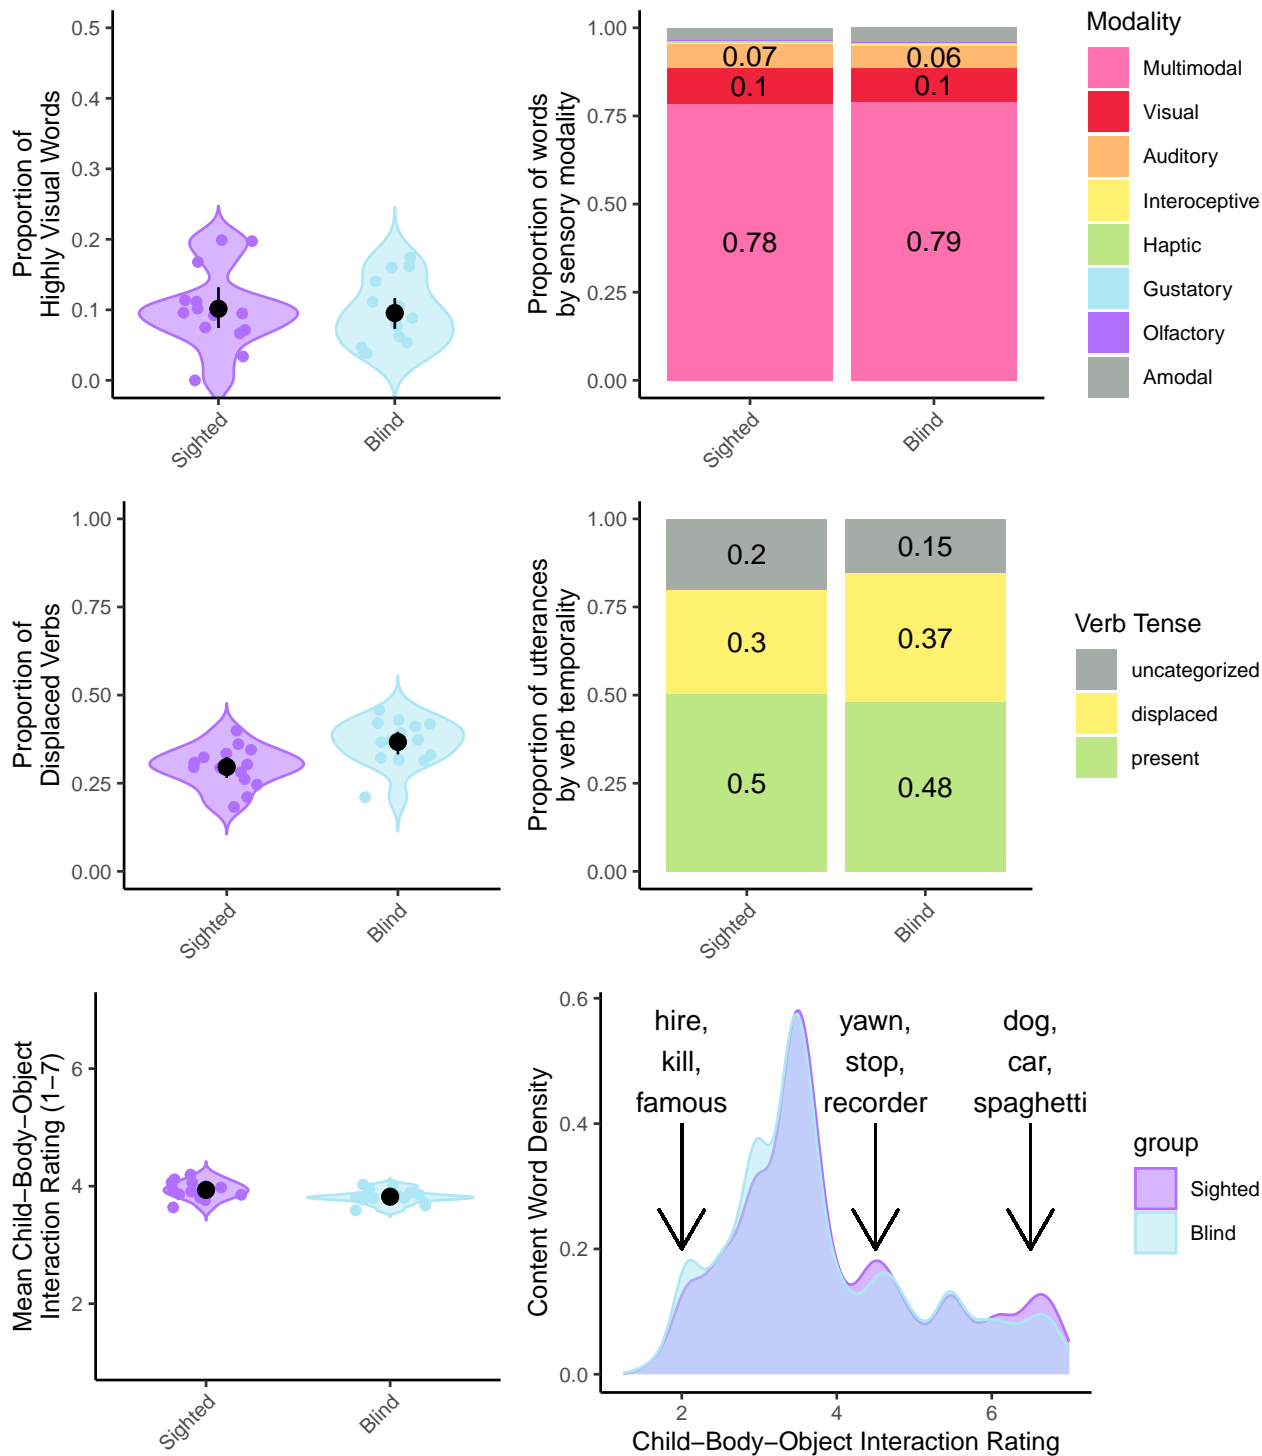 Proportion of
Highly Visual Words
0.5
0.4
0.3
0.2
0.1
0.0
Sighted
Blind
Proportion of words
by sensory modality
1.00
0.75
0.50
0.25
0.00
0.07
0.1
0.78
0.06
0.1
0.79
Sighted
Blind
Modality
Multimodal
Visual
Auditory
Interoceptive
Haptic
Gustatory
Olfactory
Amodal
Proportion of
Displaced Verbs
1.00
0.75
0.50
0.25
0.00
Sighted
Blind
Proportion of utterances
by verb temporality
1.00
0.75
0.50
0.25
0.00
0.2
0.3
0.5
0.15
0.37
0.48
Sighted
Blind
Verb Tense
uncategorized
displaced
present
Mean Child−Body−Object
Interaction Rating (1−7)
6
4
2
Sighted
Blind
Content Word Density
0.6
0.4
0.2
0.0
hire,
kill,
famous
yawn,
stop,
recorder
dog,
car,
spaghetti
2
4
6
Child−Body−Object Interaction Rating
group
Sighted
Blind